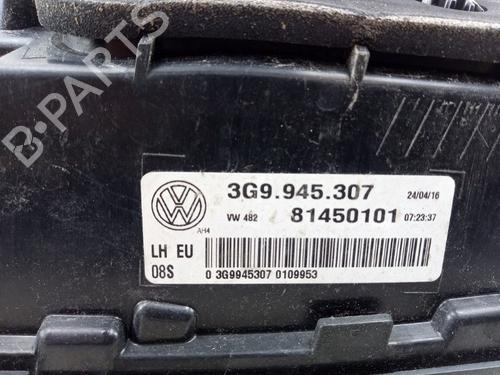 B-PARTS
3G9.945.307 24/04/16
VW 482 81450101 07:23:37
AH4
LH EU
08S 0 3G9945307 0109953